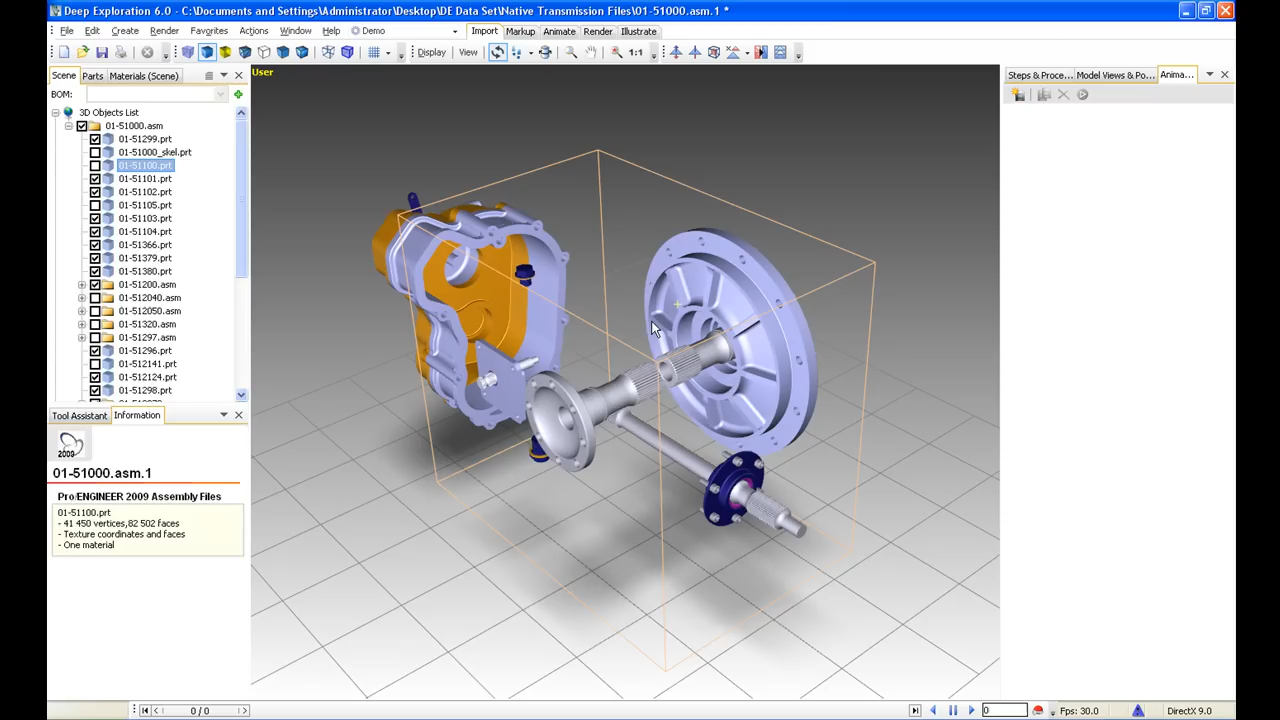 Deep Exploration 6.0 - C:\Documents and Settings\Administrator\Desktop\DE Data Set\Native Transmission Files\01-51000.asm.1 *
File Edit Create Render Favorites Actions Window Help Demo Import Markup Animate Render Illustrate
Display View 1:1
Scene Parts Materials (Scene)
Steps & Proce... Model Views & Po... Anima...
User
BOM:
3D Objects List
01-51000.asm
01-51299.prt
01-51000_skel.prt
01-51100.prt
01-51101.prt
01-51102.prt
01-51105.prt
01-51103.prt
01-51104.prt
01-51366.prt
01-51379.prt
01-51380.prt
01-51200.asm
01-512040.asm
01-512050.asm
01-51320.asm
01-51297.asm
01-51296.prt
01-512141.prt
01-512124.prt
01-51298.prt
Tool Assistant Information
2009
01-51000.asm.1
Pro/ENGINEER 2009 Assembly Files
01-51100.prt
- 41 450 vertices,82 502 faces
- Texture coordinates and faces
- One material
0 / 0 0 Fps: 30.0 DirectX 9.0